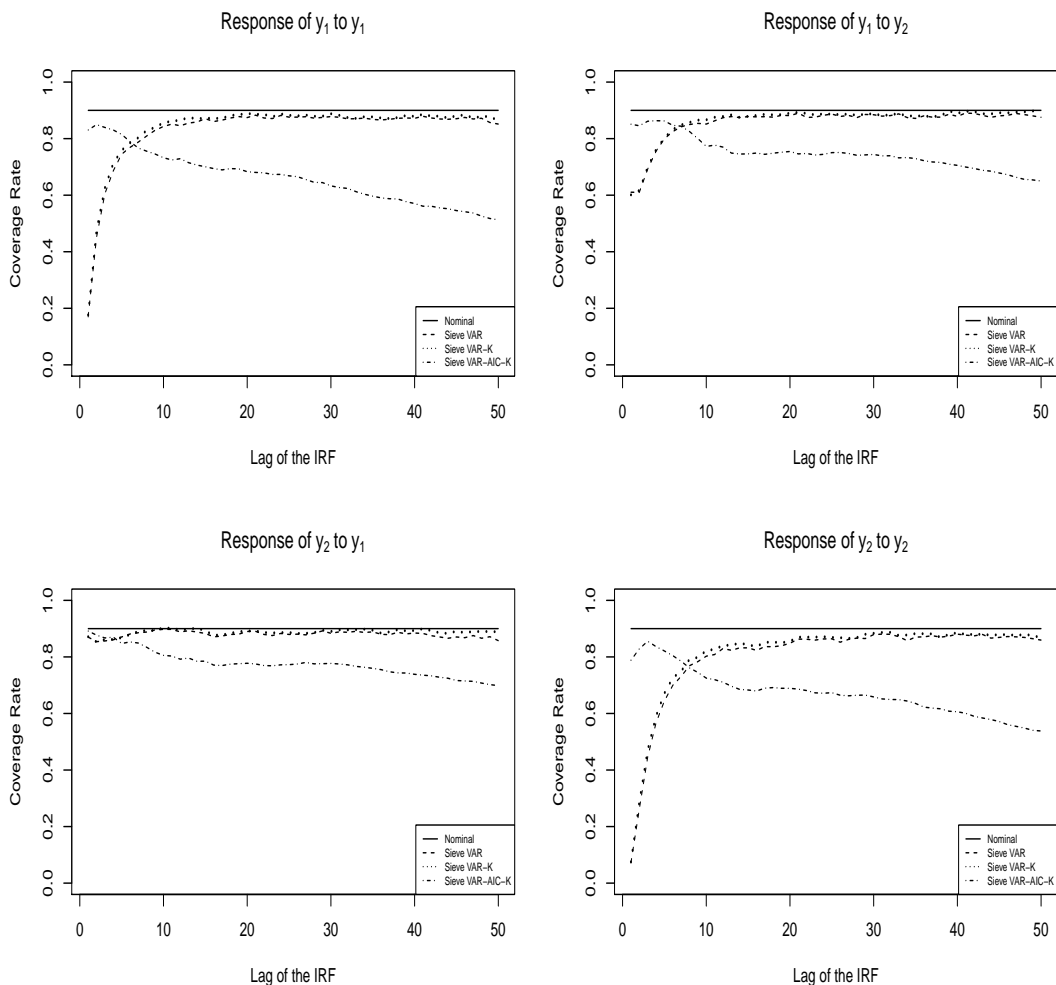 Response of y1 to y1
Coverage Rate
0.0 0.2 0.4 0.6 0.8 1.0
Nominal
Sieve VAR
Sieve VAR−K
Sieve VAR−AIC−K
0 10 20 30 40 50
Lag of the IRF
Response of y1 to y2
Coverage Rate
0.0 0.2 0.4 0.6 0.8 1.0
Nominal
Sieve VAR
Sieve VAR−K
Sieve VAR−AIC−K
0 10 20 30 40 50
Lag of the IRF
Response of y2 to y1
Coverage Rate
0.0 0.2 0.4 0.6 0.8 1.0
Nominal
Sieve VAR
Sieve VAR−K
Sieve VAR−AIC−K
0 10 20 30 40 50
Lag of the IRF
Response of y2 to y2
Coverage Rate
0.0 0.2 0.4 0.6 0.8 1.0
Nominal
Sieve VAR
Sieve VAR−K
Sieve VAR−AIC−K
0 10 20 30 40 50
Lag of the IRF